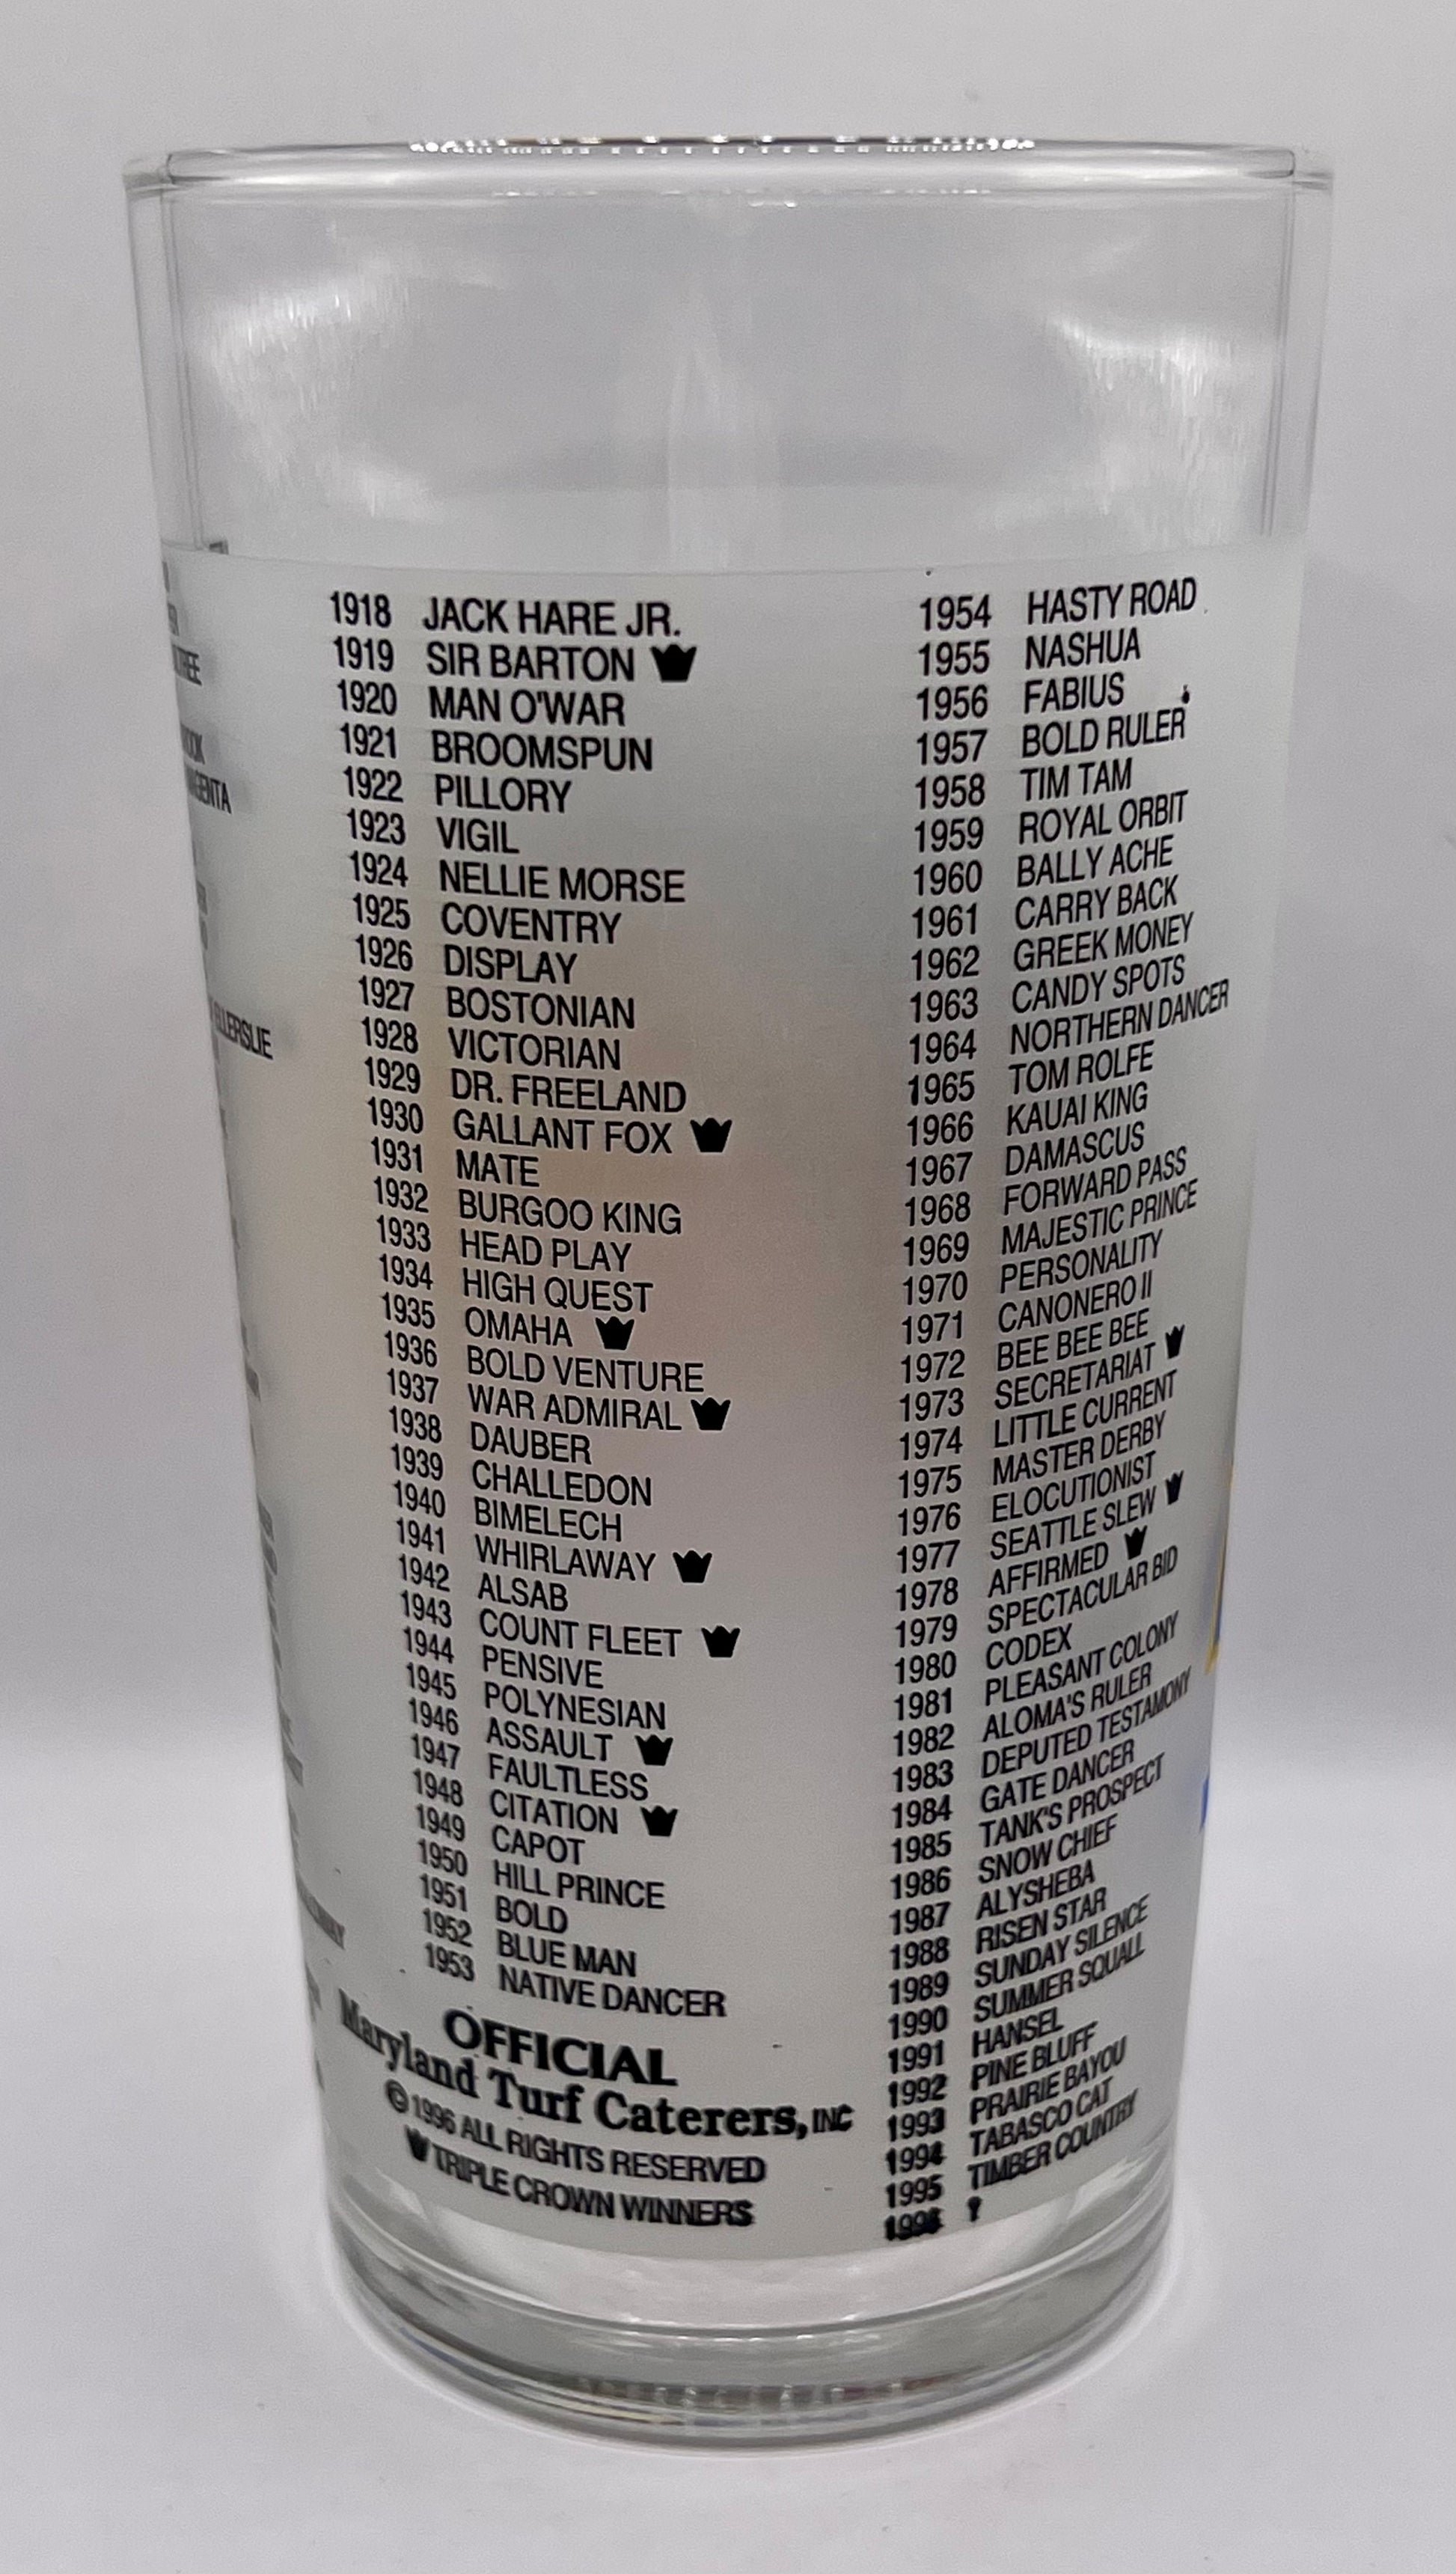 TREE
ELLERSLIE
1918 JACK HARE JR.
1919 SIR BARTON
1920 MAN O'WAR
1921 BROOMSPUN
1922 PILLORY
1923 VIGIL
1924 NELLIE MORSE
1925 COVENTRY
1926 DISPLAY
1927 BOSTONIAN
1928 VICTORIAN
1929 DR. FREELAND
1930 GALLANT FOX
1931 MATE
1932 BURGOO KING
1933 HEAD PLAY
1934 HIGH QUEST
1935 OMAHA
1936 BOLD VENTURE
1937 WAR ADMIRAL
1938 DAUBER
1939 CHALLEDON
1940 BIMELECH
1941 WHIRLAWAY
1942 ALSAB
1943 COUNT FLEET
1944 PENSIVE
1945 POLYNESIAN
1946 ASSAULT
1947 FAULTLESS
1948 CITATION
1949 CAPOT
1950 HILL PRINCE
1951 BOLD
1952 BLUE MAN
1953 NATIVE DANCER
OFFICIAL
Maryland Turf Caterers, INC
© 1996 ALL RIGHTS RESERVED
TRIPLE CROWN WINNERS
1954 HASTY ROAD
1955 NASHUA
1956 FABIUS
1957 BOLD RULER
1958 TIM TAM
1959 ROYAL ORBIT
1960 BALLY ACHE
1961 CARRY BACK
1962 GREEK MONEY
1963 CANDY SPOTS
1964 NORTHERN DANCER
1965 TOM ROLFE
1966 KAUAI KING
1967 DAMASCUS
1968 FORWARD PASS
1969 MAJESTIC PRINCE
1970 PERSONALITY
1971 CANONERO II
1972 BEE BEE BEE
1973 SECRETARIAT
1974 LITTLE CURRENT
1975 MASTER DERBY
1976 ELOCUTIONIST
1977 SEATTLE SLEW
1978 AFFIRMED
1979 SPECTACULAR BID
1980 CODEX
1981 PLEASANT COLONY
1982 ALOMA'S RULER
1983 DEPUTED TESTAMONY
1984 GATE DANCER
1985 TANK'S PROSPECT
1986 SNOW CHIEF
1987 ALYSHEBA
1988 RISEN STAR
1989 SUNDAY SILENCE
1990 SUMMER SQUALL
1991 HANSEL
1992 PINE BLUFF
1993 PRAIRIE BAYOU
1994 TABASCO CAT
1995 TIMBER COUNTRY
1996 ?